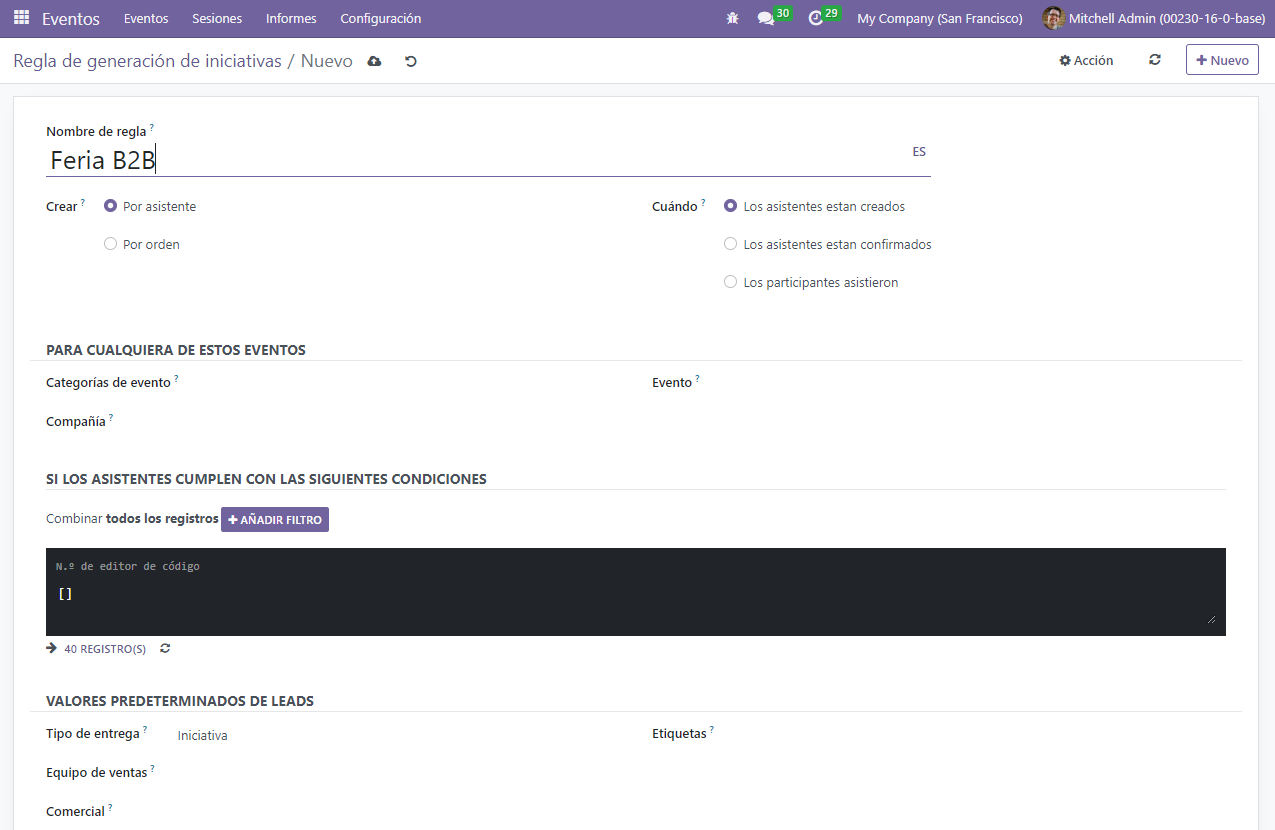 Eventos Eventos Sesiones Informes Configuración 30 29 My Company (San Francisco) Mitchell Admin (00230-16-0-base)
Regla de generación de iniciativas / Nuevo Acción Nuevo
Nombre de regla ?
Feria B2B ES
Crear ? Por asistente Cuándo ? Los asistentes estan creados
Por orden Los asistentes estan confirmados
Los participantes asistieron
PARA CUALQUIERA DE ESTOS EVENTOS
Categorías de evento ? Evento ?
Compañía ?
SI LOS ASISTENTES CUMPLEN CON LAS SIGUIENTES CONDICIONES
Combinar todos los registros + AÑADIR FILTRO
N.º de editor de código
[]
40 REGISTRO(S)
VALORES PREDETERMINADOS DE LEADS
Tipo de entrega ? Iniciativa Etiquetas ?
Equipo de ventas ?
Comercial ?